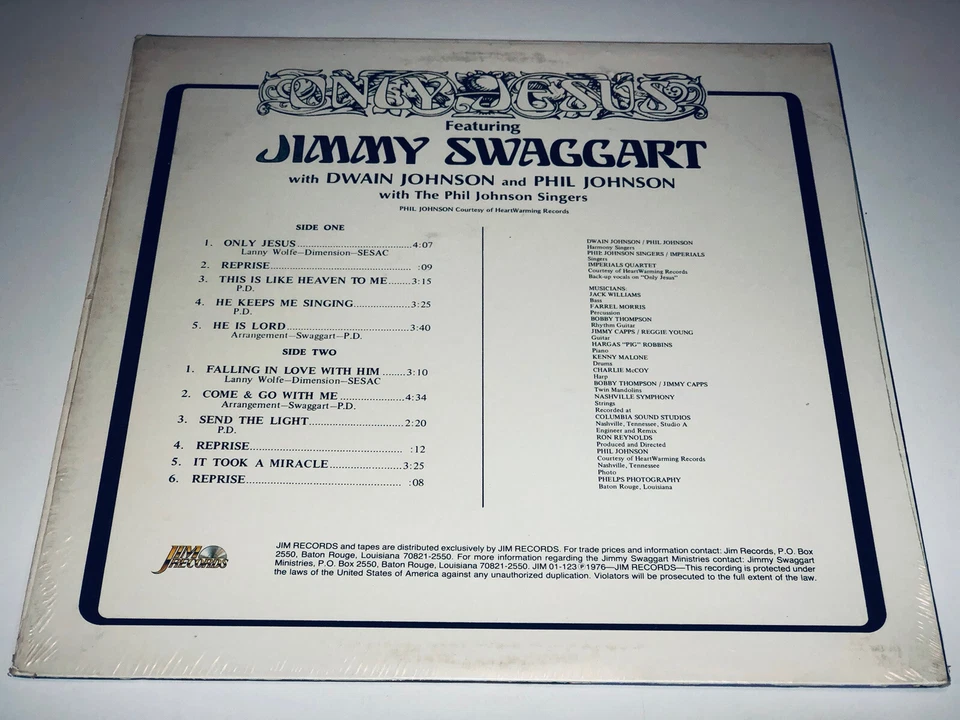 ONLY JESUS
Featuring
JIMMY SWAGGART
with DWAIN JOHNSON and PHIL JOHNSON
with The Phil Johnson Singers
PHIL JOHNSON Courtesy of HeartWarming Records
SIDE ONE
1. ONLY JESUS........................................4:07
Lanny Wolfe—Dimension—SESAC
2. REPRISE.................................................. :09
3. THIS IS LIKE HEAVEN TO ME........3:15
P.D.
4. HE KEEPS ME SINGING....................3:25
P.D.
5. HE IS LORD...........................................3:40
Arrangement—Swaggart—P.D.
SIDE TWO
1. FALLING IN LOVE WITH HIM ........3:10
Lanny Wolfe—Dimension—SESAC
2. COME & GO WITH ME.......................4:34
Arrangement—Swaggart—P.D.
3. SEND THE LIGHT.................................2:20
P.D.
4. REPRISE..................................................... :12
5. IT TOOK A MIRACLE.........................3:25
6. REPRISE..................................................... :08
DWAIN JOHNSON / PHIL JOHNSON
Harmony Singers
PHIL JOHNSON SINGERS / IMPERIALS
Singers
IMPERIALS QUARTET
Courtesy of HeartWarming Records
Back-up vocals on "Only Jesus"
MUSICIANS:
JACK WILLIAMS
Bass
FARREL MORRIS
Percussion
BOBBY THOMPSON
Rhythm Guitar
JIMMY CAPPS / REGGIE YOUNG
Guitar
HARGAS "PIG" ROBBINS
Piano
KENNY MALONE
Drums
CHARLIE McCOY
Harp
BOBBY THOMPSON / JIMMY CAPPS
Twin Mandolins
NASHVILLE SYMPHONY
Strings
Recorded at
COLUMBIA SOUND STUDIOS
Nashville, Tennessee, Studio A
Engineer and Remix
RON REYNOLDS
Produced and Directed
PHIL JOHNSON
Courtesy of HeartWarming Records
Nashville, Tennessee
Photo
PHELPS PHOTOGRAPHY
Baton Rouge, Louisiana
JIM RECORDS
JIM RECORDS and tapes are distributed exclusively by JIM RECORDS. For trade prices and information contact: Jim Records, P.O. Box
2550, Baton Rouge, Louisiana 70821-2550. For more information regarding the Jimmy Swaggart Ministries contact: Jimmy Swaggart
Ministries, P.O. Box 2550, Baton Rouge, Louisiana 70821-2550. JIM 01-123 ℗1976—JIM RECORDS—This recording is protected under
the laws of the United States of America against any unauthorized duplication. Violators will be prosecuted to the full extent of the law.